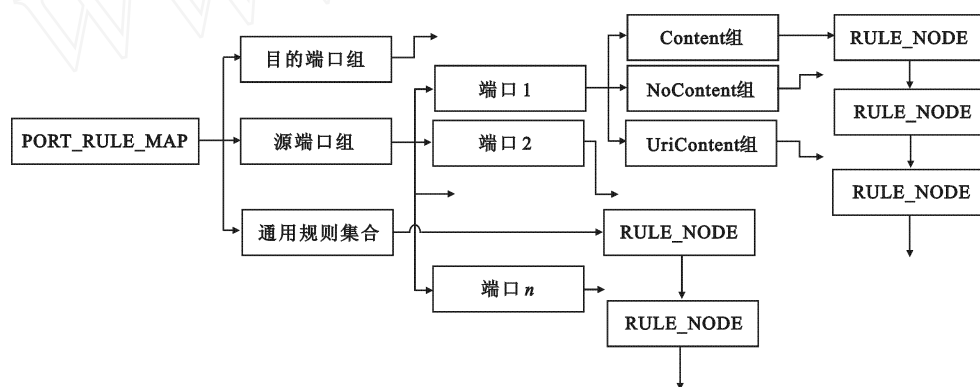 Content组
RULE_NODE
目的端口组
端口1
NoContent组
RULE_NODE
PORT_RULE_MAP
源端口组
端口2
UriContent组
RULE_NODE
通用规则集合
RULE_NODE
端口n
RULE_NODE